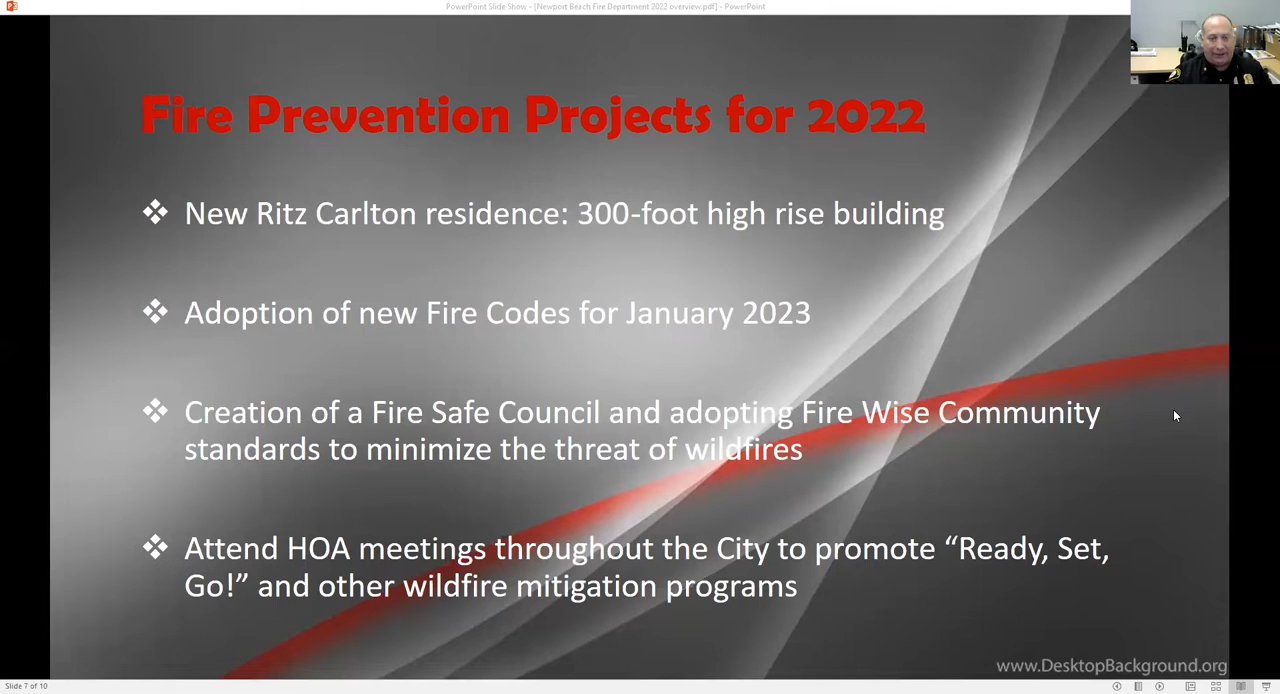 PowerPoint Slide Show - [Newport Beach Fire Department 2022 overview.pdf] - PowerPoint
Fire Prevention Projects for 2022
❖ New Ritz Carlton residence: 300-foot high rise building
❖ Adoption of new Fire Codes for January 2023
❖ Creation of a Fire Safe Council and adopting Fire Wise Community
standards to minimize the threat of wildfires
❖ Attend HOA meetings throughout the City to promote “Ready, Set,
Go!” and other wildfire mitigation programs
www.DesktopBackground.org
Slide 7 of 10